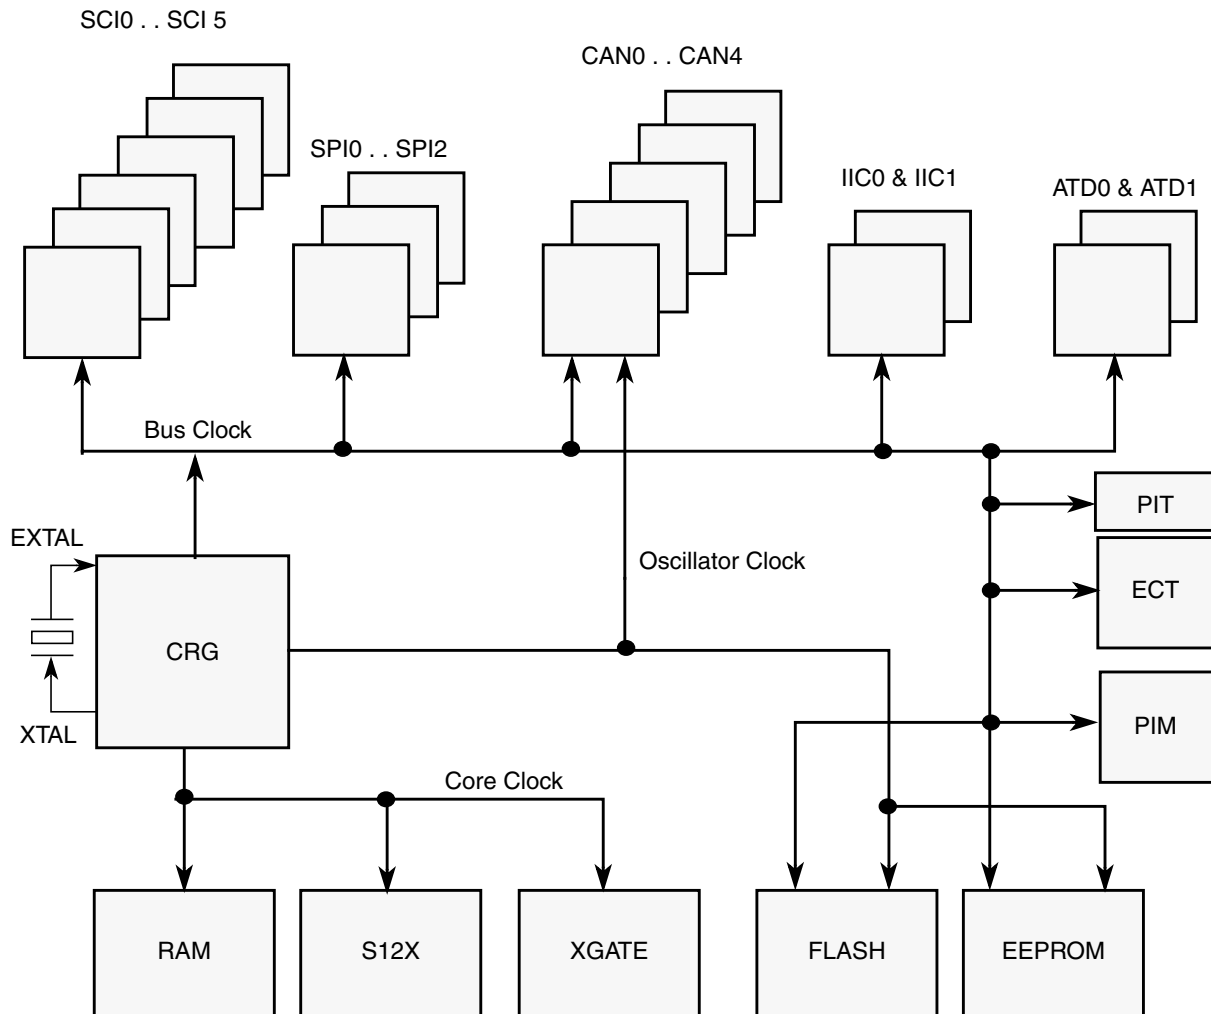 SCI0 . . SCI 5
CAN0 . . CAN4
SPI0 . . SPI2
IIC0 & IIC1
ATD0 & ATD1
Bus Clock
PIT
EXTAL
Oscillator Clock
ECT
CRG
XTAL
PIM
Core Clock
RAM
S12X
XGATE
FLASH
EEPROM